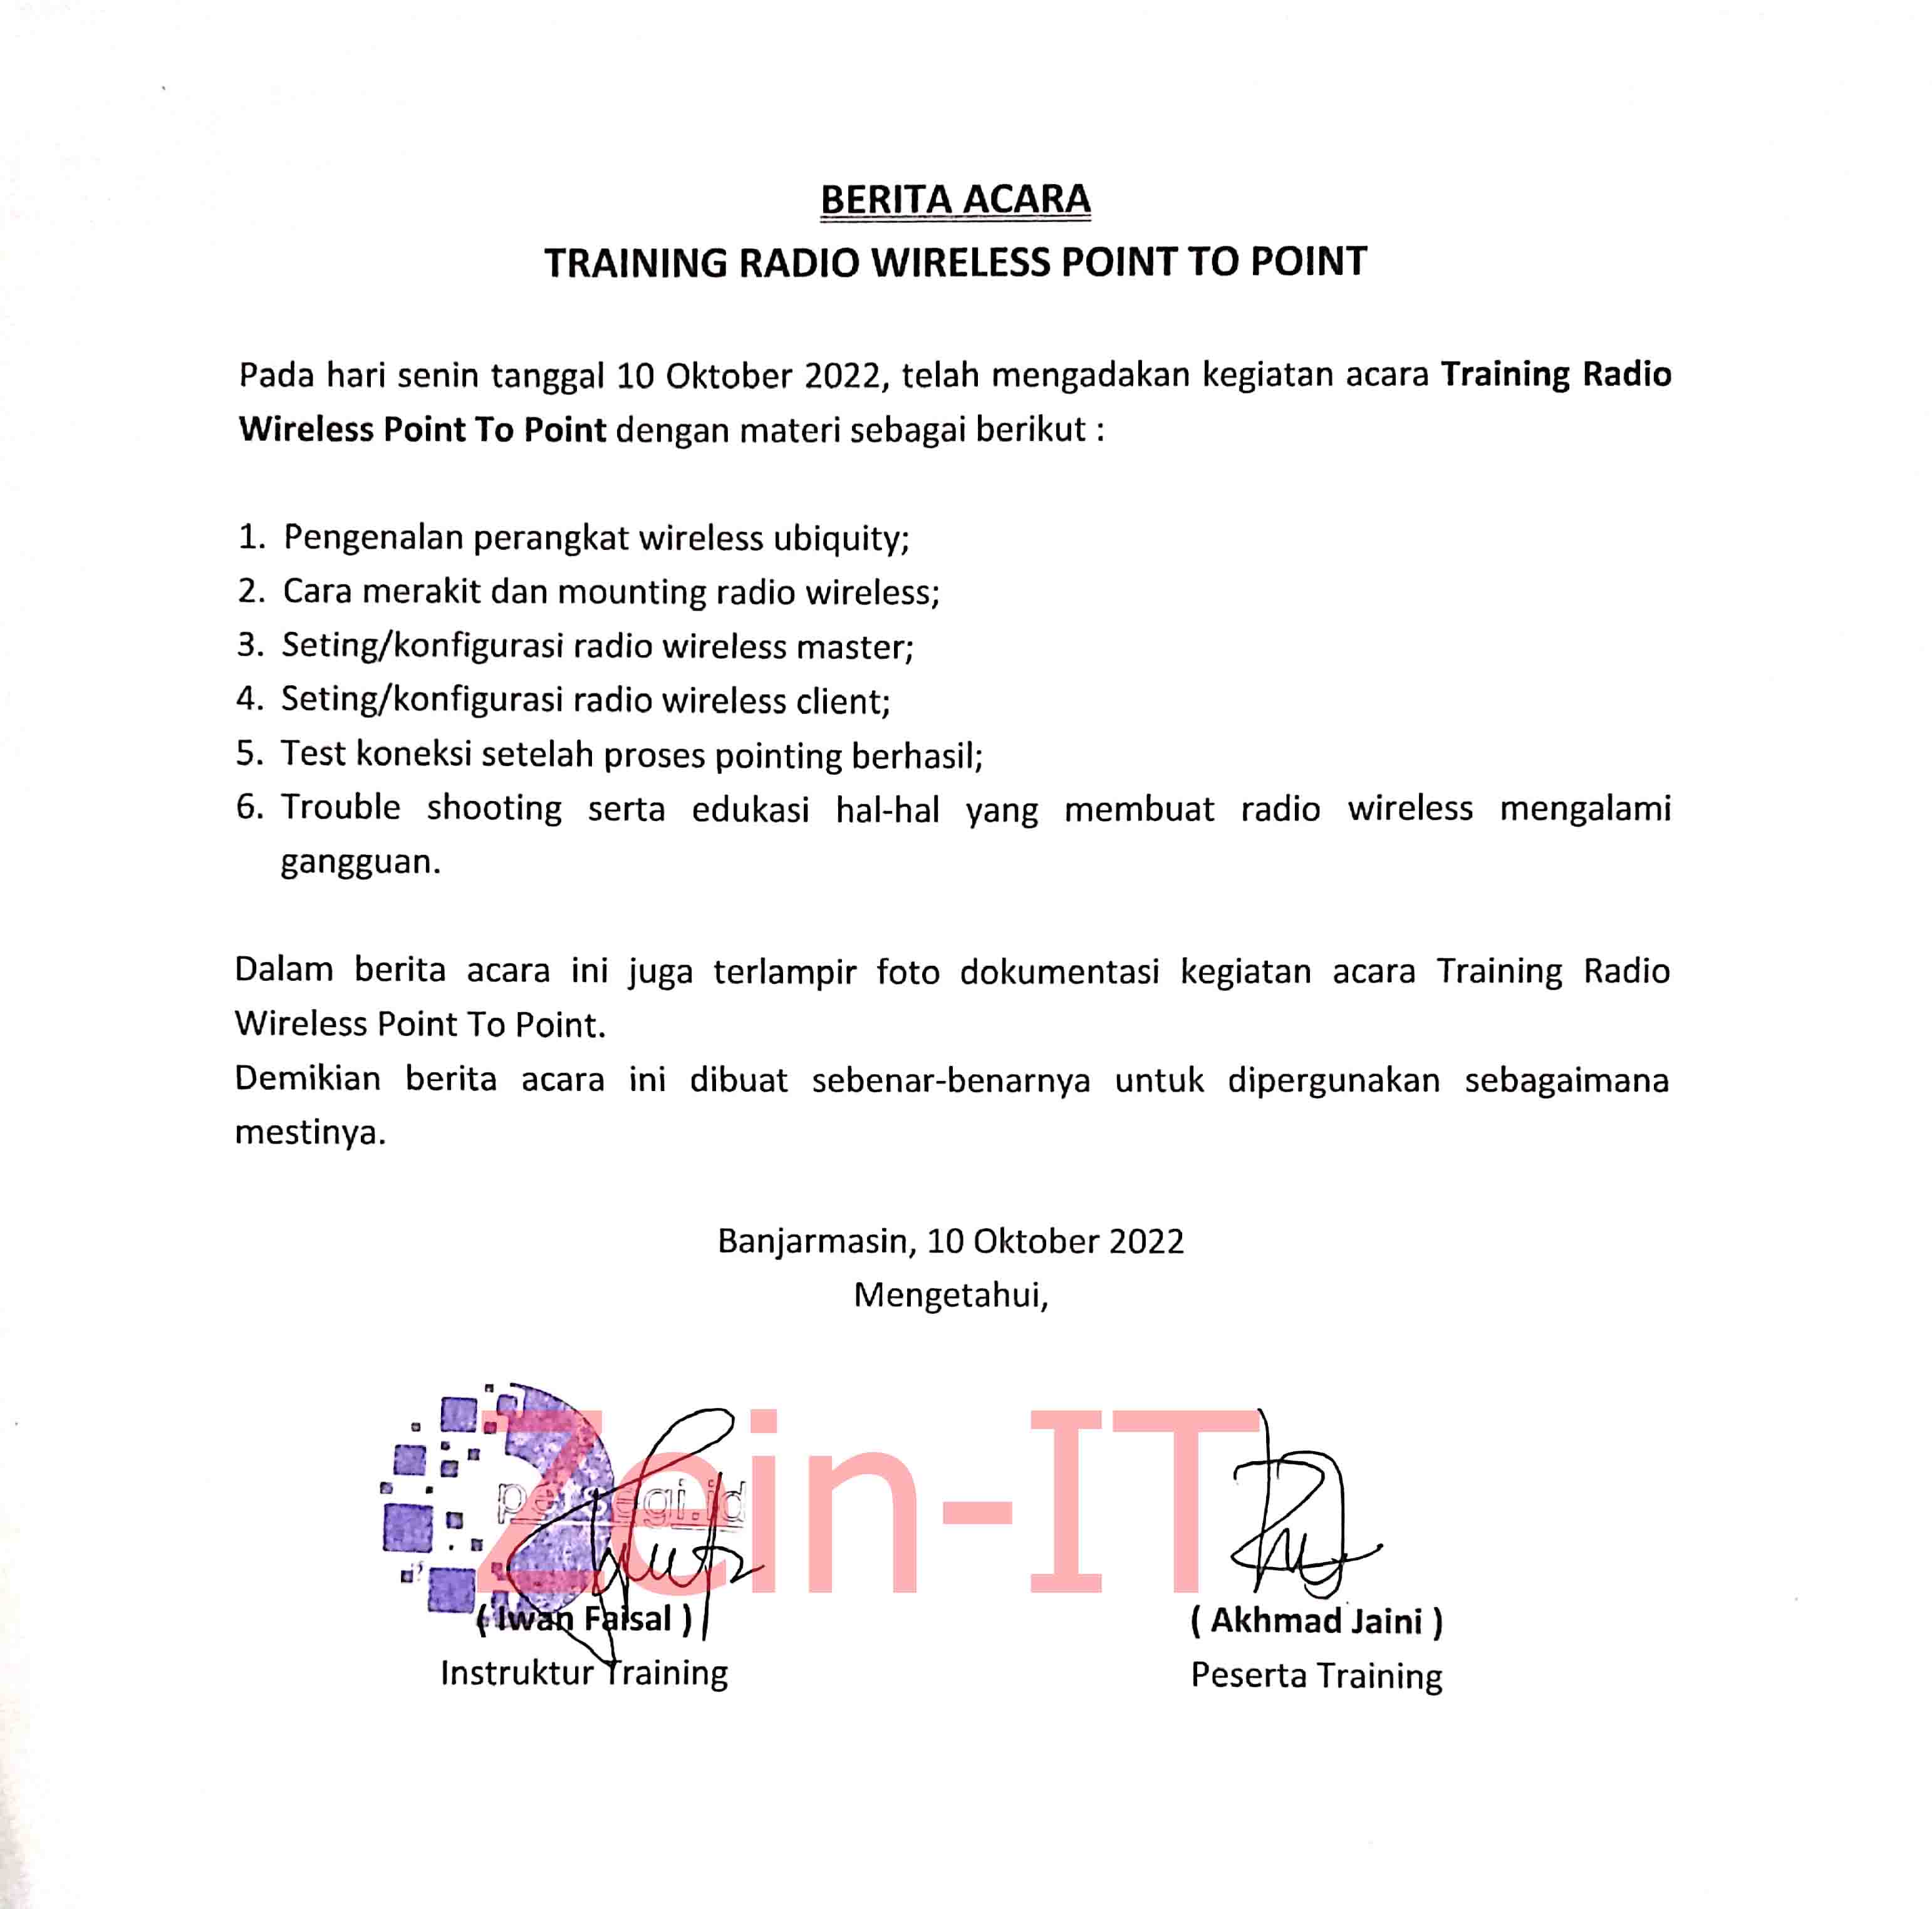 BERITA ACARA
TRAINING RADIO WIRELESS POINT TO POINT
Pada hari senin tanggal 10 Oktober 2022, telah mengadakan kegiatan acara Training Radio
Wireless Point To Point dengan materi sebagai berikut :
1. Pengenalan perangkat wireless ubiquity;
2. Cara merakit dan mounting radio wireless;
3. Seting/konfigurasi radio wireless master;
4. Seting/konfigurasi radio wireless client;
5. Test koneksi setelah proses pointing berhasil;
6. Trouble shooting serta edukasi hal-hal yang membuat radio wireless mengalami
gangguan.
Dalam berita acara ini juga terlampir foto dokumentasi kegiatan acara Training Radio
Wireless Point To Point.
Demikian berita acara ini dibuat sebenar-benarnya untuk dipergunakan sebagaimana
mestinya.
Banjarmasin, 10 Oktober 2022
Mengetahui,
persegi.id
Zein-IT
( Iwan Faisal )
( Akhmad Jaini )
Instruktur Training
Peserta Training